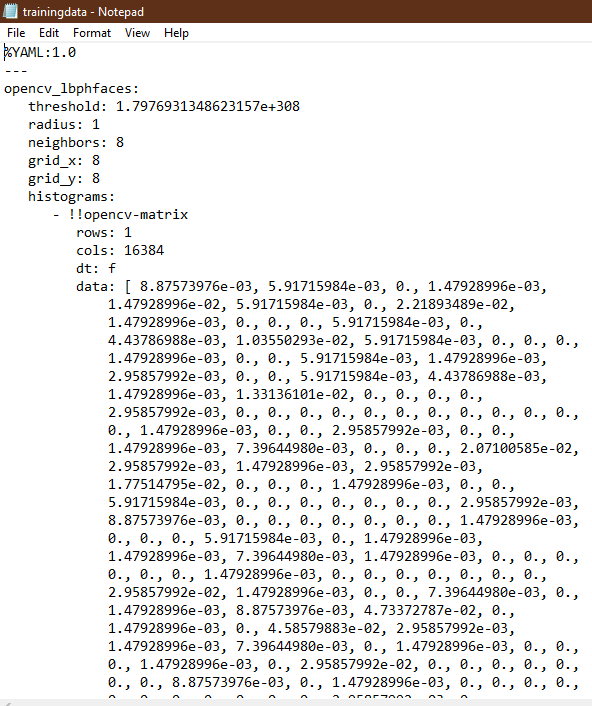 trainingdata - Notepad
File Edit Format View Help
%YAML:1.0
---
opencv_lbphfaces:
   threshold: 1.7976931348623157e+308
   radius: 1
   neighbors: 8
   grid_x: 8
   grid_y: 8
   histograms:
      - !!opencv-matrix
         rows: 1
         cols: 16384
         dt: f
         data: [ 8.87573976e-03, 5.91715984e-03, 0., 1.47928996e-03,
             1.47928996e-02, 5.91715984e-03, 0., 2.21893489e-02,
             1.47928996e-03, 0., 0., 0., 5.91715984e-03, 0.,
             4.43786988e-03, 1.03550293e-02, 5.91715984e-03, 0., 0., 0.,
             1.47928996e-03, 0., 0., 5.91715984e-03, 1.47928996e-03,
             2.95857992e-03, 0., 0., 5.91715984e-03, 4.43786988e-03,
             1.47928996e-03, 1.33136101e-02, 0., 0., 0., 0.,
             2.95857992e-03, 0., 0., 0., 0., 0., 0., 0., 0., 0., 0.,
             0., 1.47928996e-03, 0., 0., 2.95857992e-03, 0., 0.,
             1.47928996e-03, 7.39644980e-03, 0., 0., 0., 2.07100585e-02,
             2.95857992e-03, 1.47928996e-03, 2.95857992e-03,
             1.77514795e-02, 0., 0., 0., 1.47928996e-03, 0., 0.,
             5.91715984e-03, 0., 0., 0., 0., 0., 0., 2.95857992e-03,
             8.87573976e-03, 0., 0., 0., 0., 0., 0., 1.47928996e-03,
             0., 0., 0., 5.91715984e-03, 0., 1.47928996e-03,
             1.47928996e-03, 7.39644980e-03, 1.47928996e-03, 0., 0., 0.,
             0., 0., 0., 1.47928996e-03, 0., 0., 0., 0., 0., 0., 0.,
             2.95857992e-02, 1.47928996e-03, 0., 0., 7.39644980e-03, 0.,
             1.47928996e-03, 8.87573976e-03, 4.73372787e-02, 0.,
             1.47928996e-03, 0., 4.58579883e-02, 2.95857992e-03,
             1.47928996e-03, 7.39644980e-03, 0., 1.47928996e-03, 0., 0.,
             0., 1.47928996e-03, 0., 2.95857992e-02, 0., 0., 0., 0., 0.,
             0., 0., 8.87573976e-03, 0., 1.47928996e-03, 0., 0., 0.,